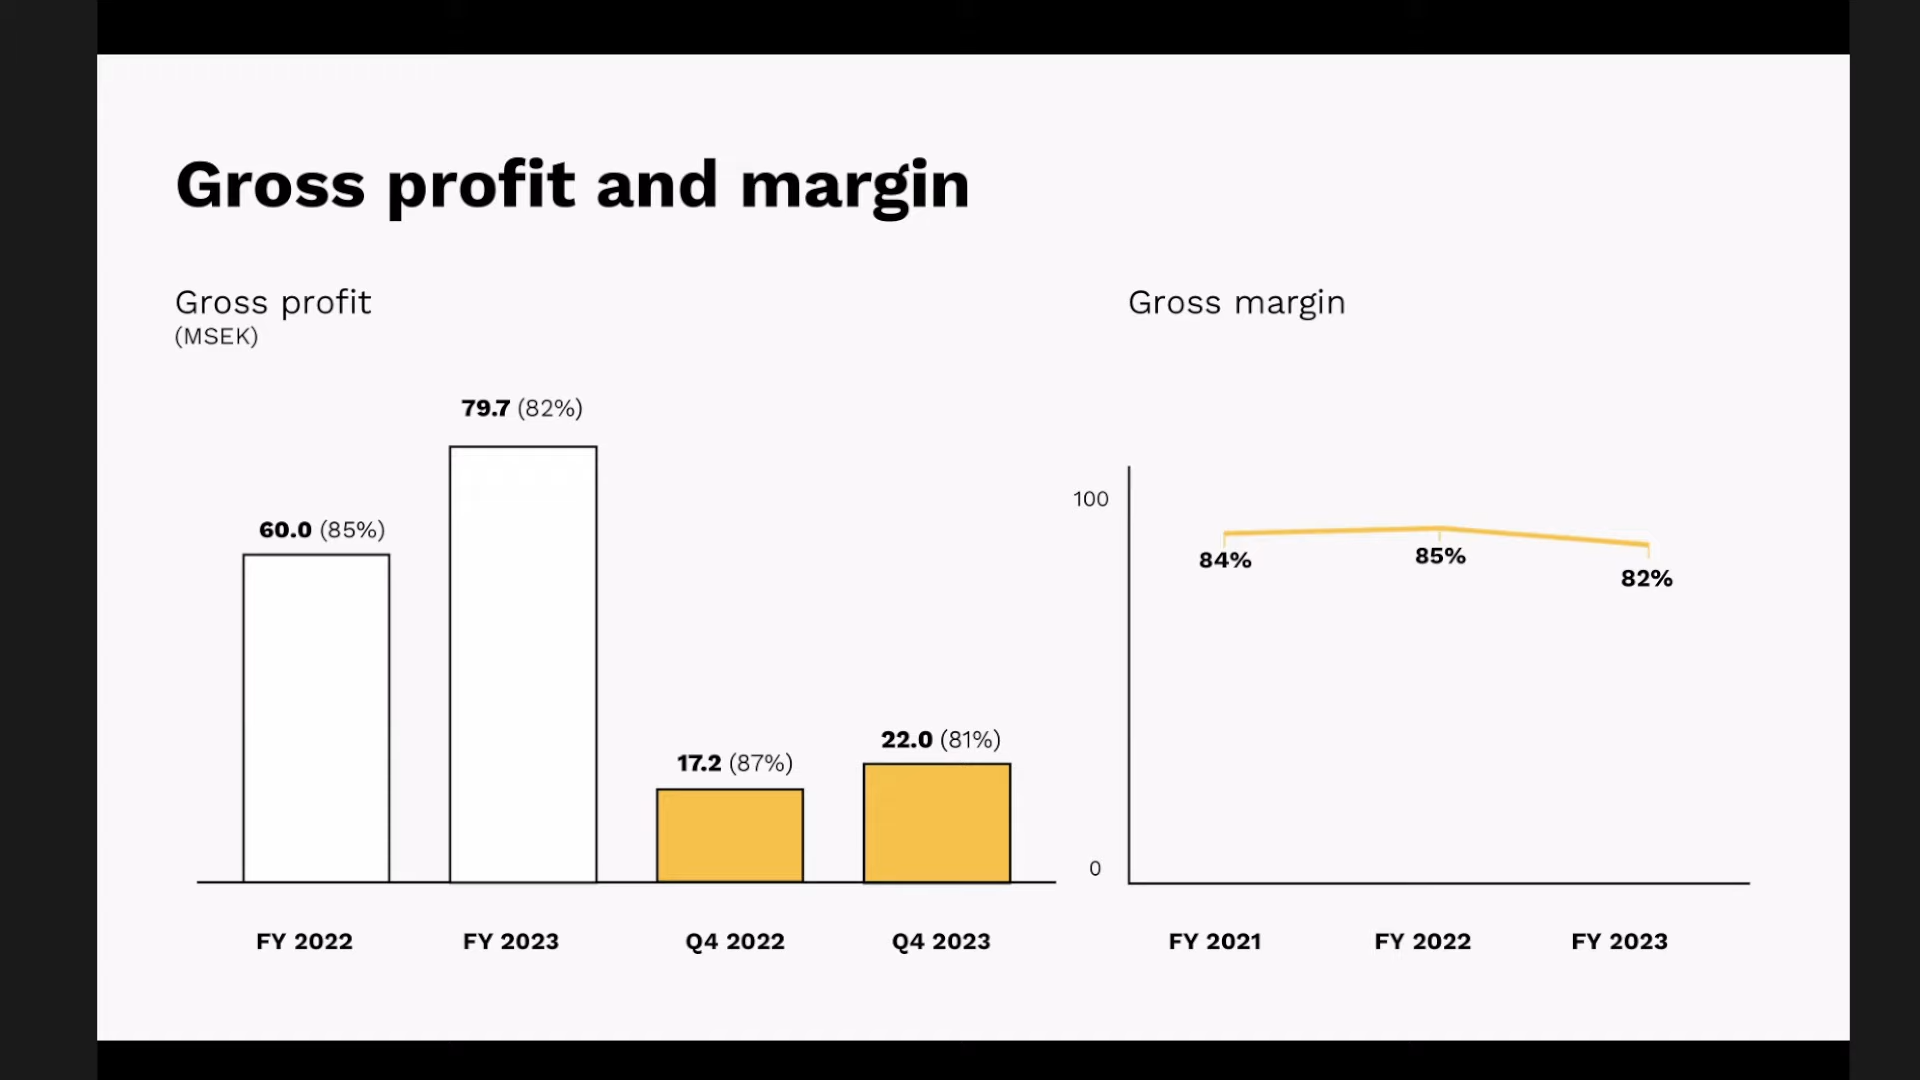 Gross profit and margin
Gross profit
(MSEK)
79.7 (82%)
60.0 (85%)
22.0 (81%)
17.2 (87%)
FY 2022
FY 2023
Q4 2022
Q4 2023
Gross margin
100
84%
85%
82%
0
FY 2021
FY 2022
FY 2023